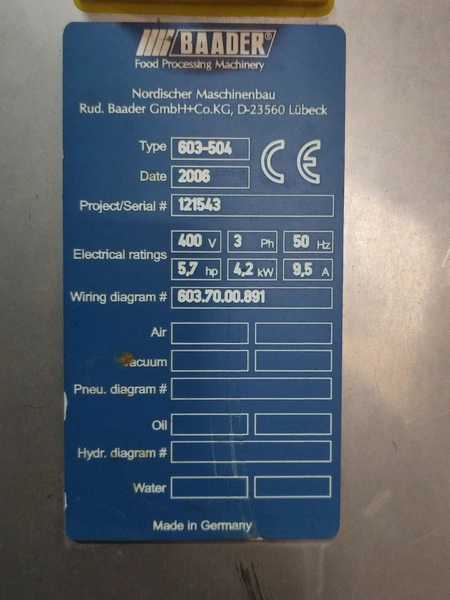 BAADER®
Food Processing Machinery
Nordischer Maschinenbau
Rud. Baader GmbH+Co.KG, D-23560 Lübeck
Type 603-504 CE
Date 2006
Project/Serial # 121543
Electrical ratings 400 V 3 Ph 50 Hz
5,7 hp 4,2 kW 9,5 A
Wiring diagram # 603.70.00.891
Air
Vacuum
Pneu. diagram #
Oil
Hydr. diagram #
Water
Made in Germany